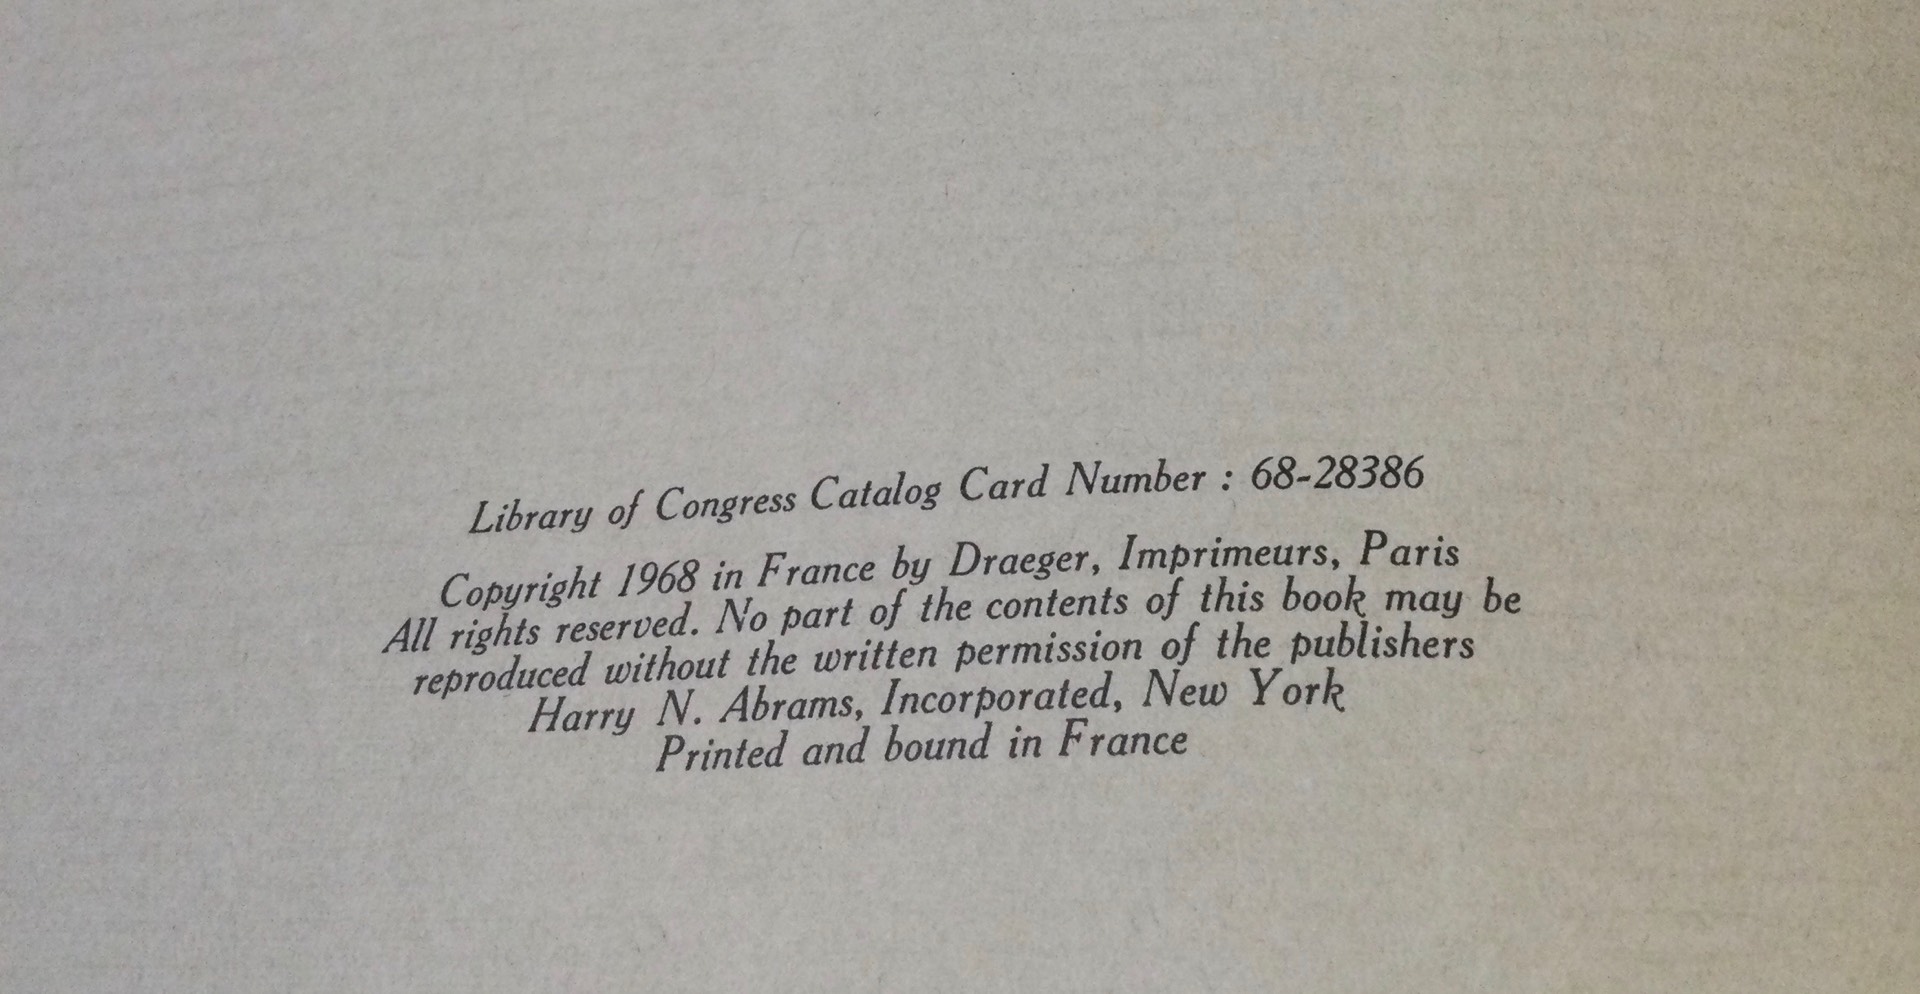 Library of Congress Catalog Card Number : 68-28386
Copyright 1968 in France by Draeger, Imprimeurs, Paris
All rights reserved. No part of the contents of this book may be
reproduced without the written permission of the publishers
Harry N. Abrams, Incorporated, New York
Printed and bound in France